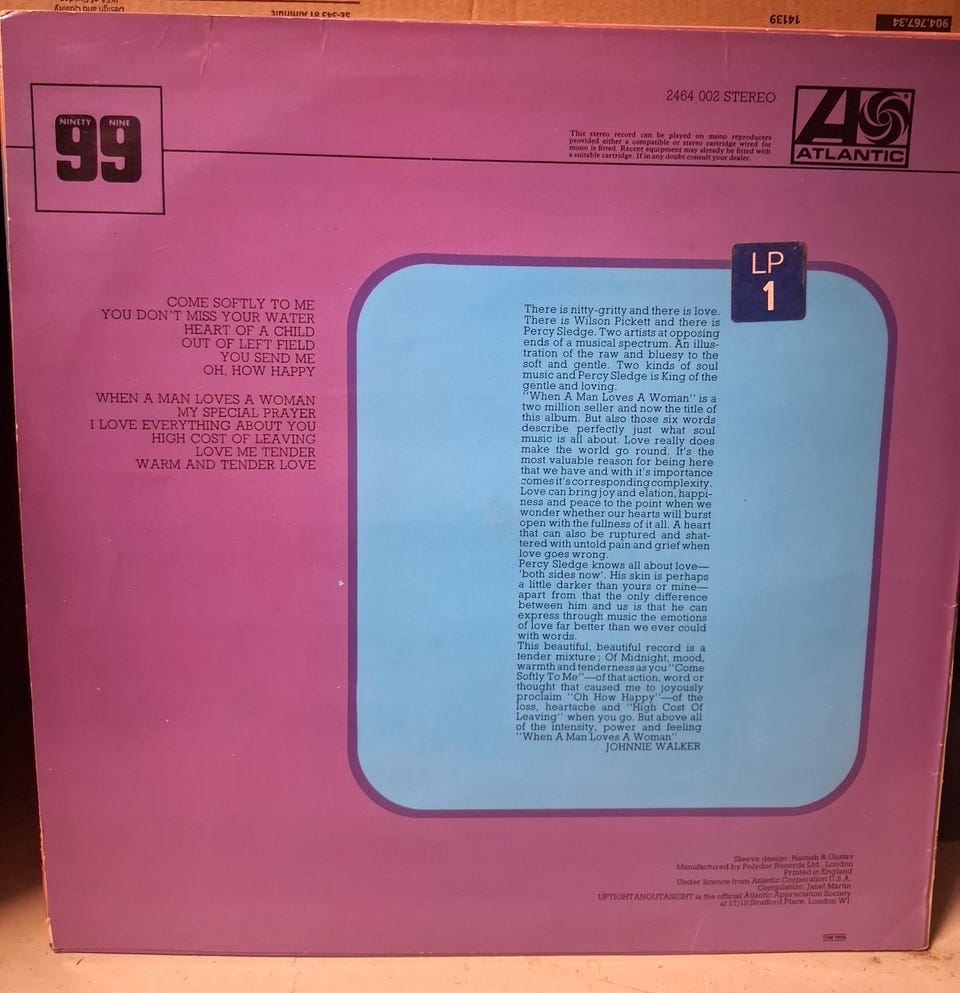 Design and Quality
IKEA of Sweden
SE-343 81 Älmhult
14139
904.767.34
NINETY NINE
99
2464 002 STEREO
This stereo record can be played on mono reproducers
provided either a compatible or stereo cartridge wired for
mono is fitted. Recent equipment may already be fitted with
a suitable cartridge. If in any doubt consult your dealer.
ATLANTIC
LP
1
COME SOFTLY TO ME
YOU DON'T MISS YOUR WATER
HEART OF A CHILD
OUT OF LEFT FIELD
YOU SEND ME
OH, HOW HAPPY
WHEN A MAN LOVES A WOMAN
MY SPECIAL PRAYER
I LOVE EVERYTHING ABOUT YOU
HIGH COST OF LEAVING
LOVE ME TENDER
WARM AND TENDER LOVE
There is nitty-gritty and there is love.
There is Wilson Pickett and there is
Percy Sledge. Two artists at opposing
ends of a musical spectrum. An illus-
tration of the raw and bluesy to the
soft and gentle. Two kinds of soul
music and Percy Sledge is King of the
gentle and loving.
"When A Man Loves A Woman" is a
two million seller and now the title of
this album. But also those six words
describe perfectly just what soul
music is all about. Love really does
make the world go round. It's the
most valuable reason for being here
that we have and with it's importance
comes it's corresponding complexity.
Love can bring joy and elation, happi-
ness and peace to the point when we
wonder whether our hearts will burst
open with the fullness of it all. A heart
that can also be ruptured and shat-
tered with untold pain and grief when
love goes wrong.
Percy Sledge knows all about love—
'both sides now'. His skin is perhaps
a little darker than yours or mine—
apart from that the only difference
between him and us is that he can
express through music the emotions
of love far better than we ever could
with words.
This beautiful, beautiful record is a
tender mixture; Of Midnight, mood,
warmth and tenderness as you "Come
Softly To Me"—of that action, word or
thought that caused me to joyously
proclaim "Oh How Happy"—of the
loss, heartache and "High Cost Of
Leaving" when you go. But above all
of the intensity, power and feeling
"When A Man Loves A Woman"
JOHNNIE WALKER
Sleeve design: Hamish & Gustav
Manufactured by Polydor Records Ltd., London
Printed in England
Under licence from Atlantic Corporation U.S.A.
Compilation: Janet Martin
UPTIGHTANOUTASIGHT is the official Atlantic Appreciation Society
at 17/19 Stratford Place, London W1